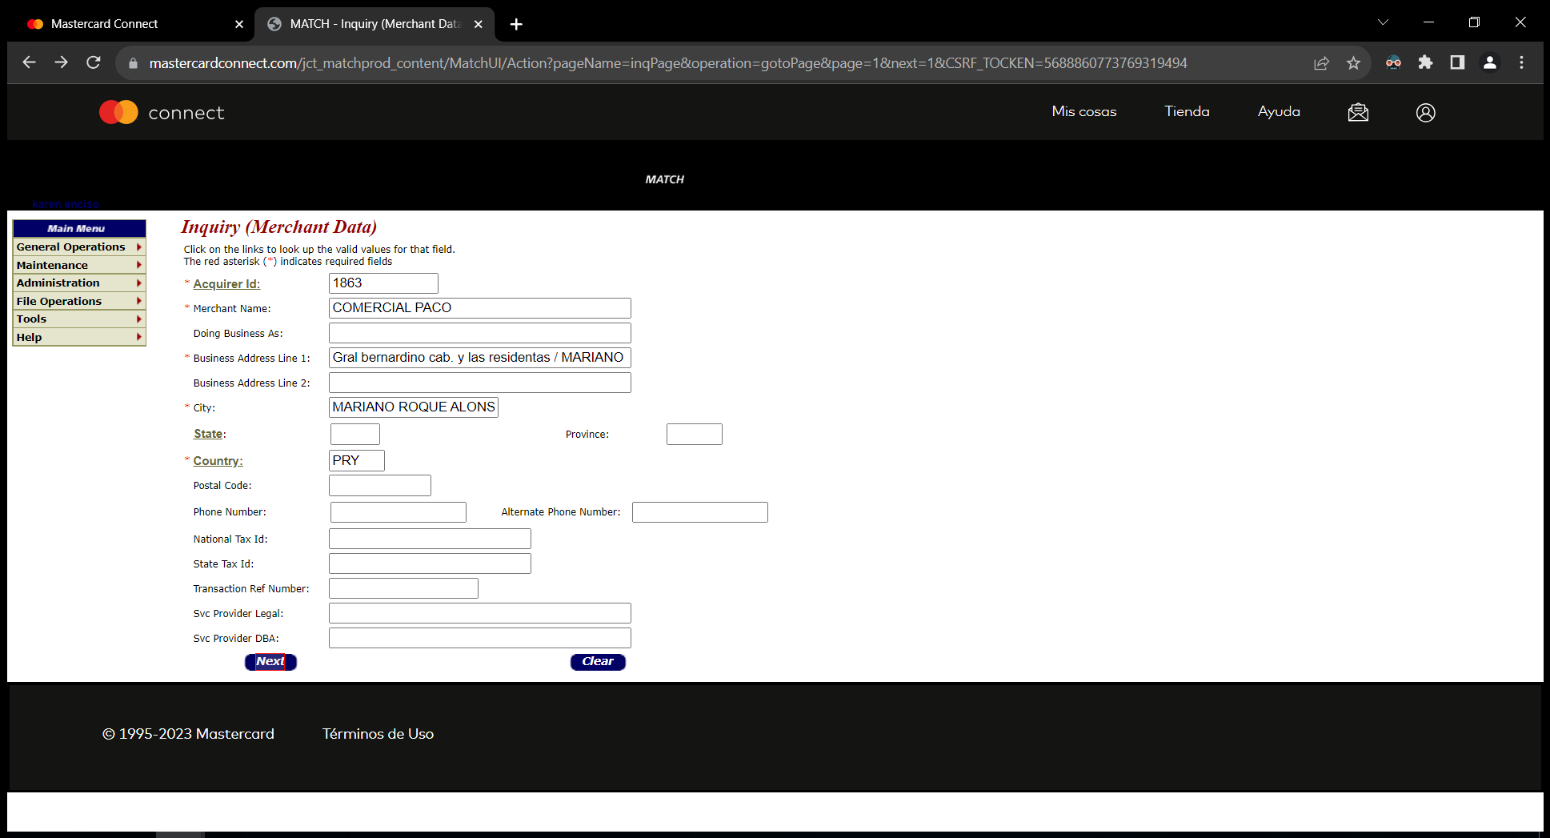 Mastercard Connect
MATCH - Inquiry (Merchant Data
mastercardconnect.com/jct_matchprod_content/MatchUI/Action?pageName=inqPage&operation=gotoPage&page=1&next=1&CSRF_TOCKEN=5688860773769319494
connect
Mis cosas Tienda Ayuda
MATCH
Main Menu
General Operations
Maintenance
Administration
File Operations
Tools
Help
Inquiry (Merchant Data)
Click on the links to look up the valid values for that field.
The red asterisk (*) indicates required fields
* Acquirer Id: 1863
* Merchant Name: COMERCIAL PACO
Doing Business As:
* Business Address Line 1: Gral bernardino cab. y las residentas / MARIANO
Business Address Line 2:
* City: MARIANO ROQUE ALONS
State: Province:
* Country: PRY
Postal Code:
Phone Number: Alternate Phone Number:
National Tax Id:
State Tax Id:
Transaction Ref Number:
Svc Provider Legal:
Svc Provider DBA:
Next Clear
© 1995-2023 Mastercard Términos de Uso